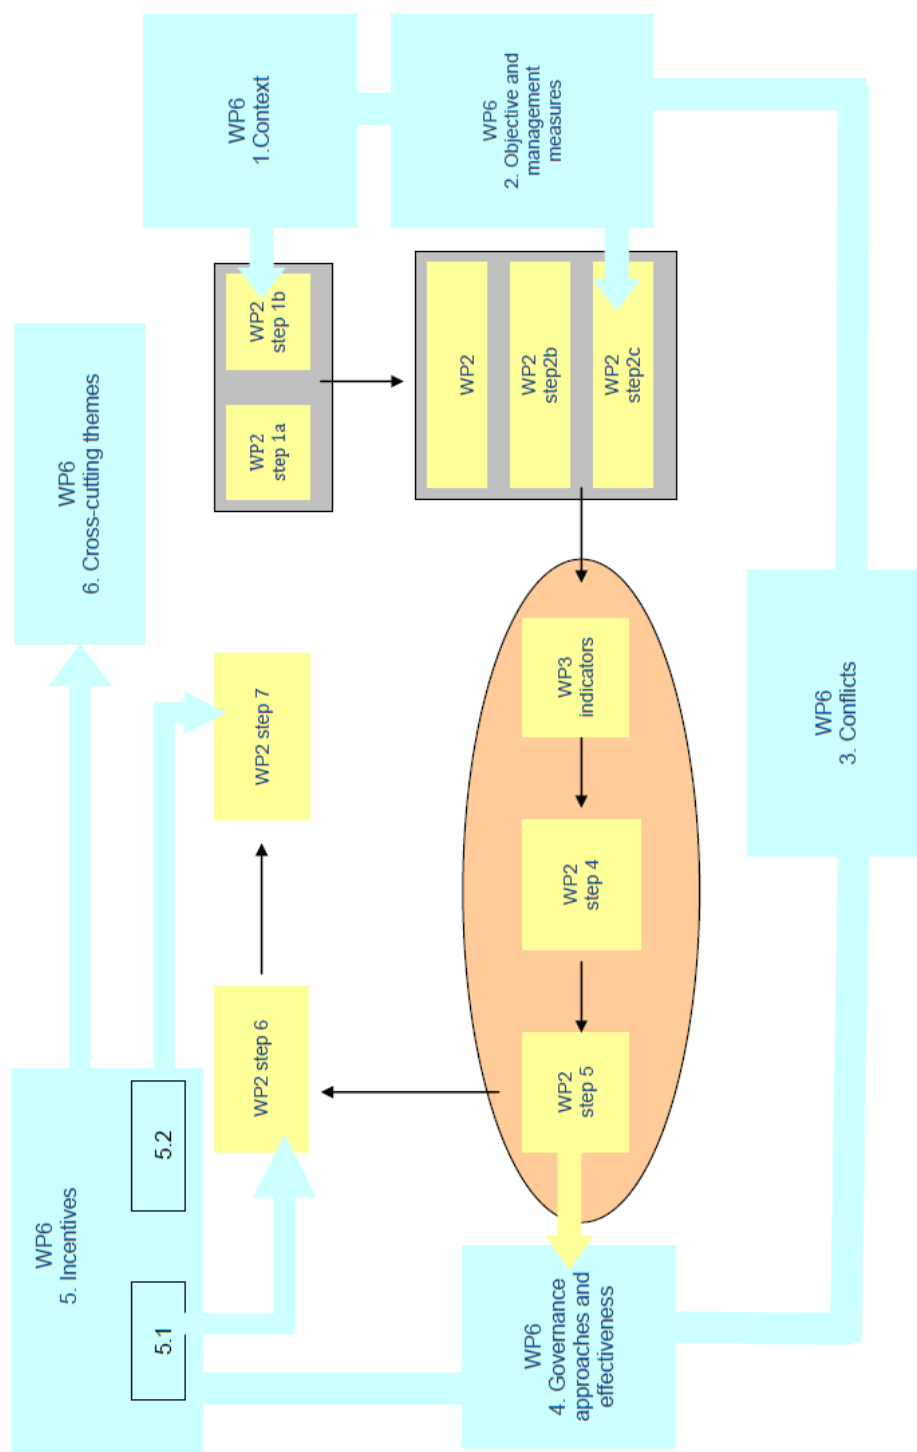 WP6
5. Incentives
WP6
6. Cross-cutting themes
5.1
5.2
WP2 step 6
WP2 step 7
WP2
step 1a
WP2
step 1b
WP6
1.Context
WP6
4. Governance
approaches and
effectiveness
WP2
step 5
WP2
step 4
WP3
indicators
WP2
WP2
step2b
WP2
step2c
WP6
2. Objective and
management
measures
WP6
3. Conflicts